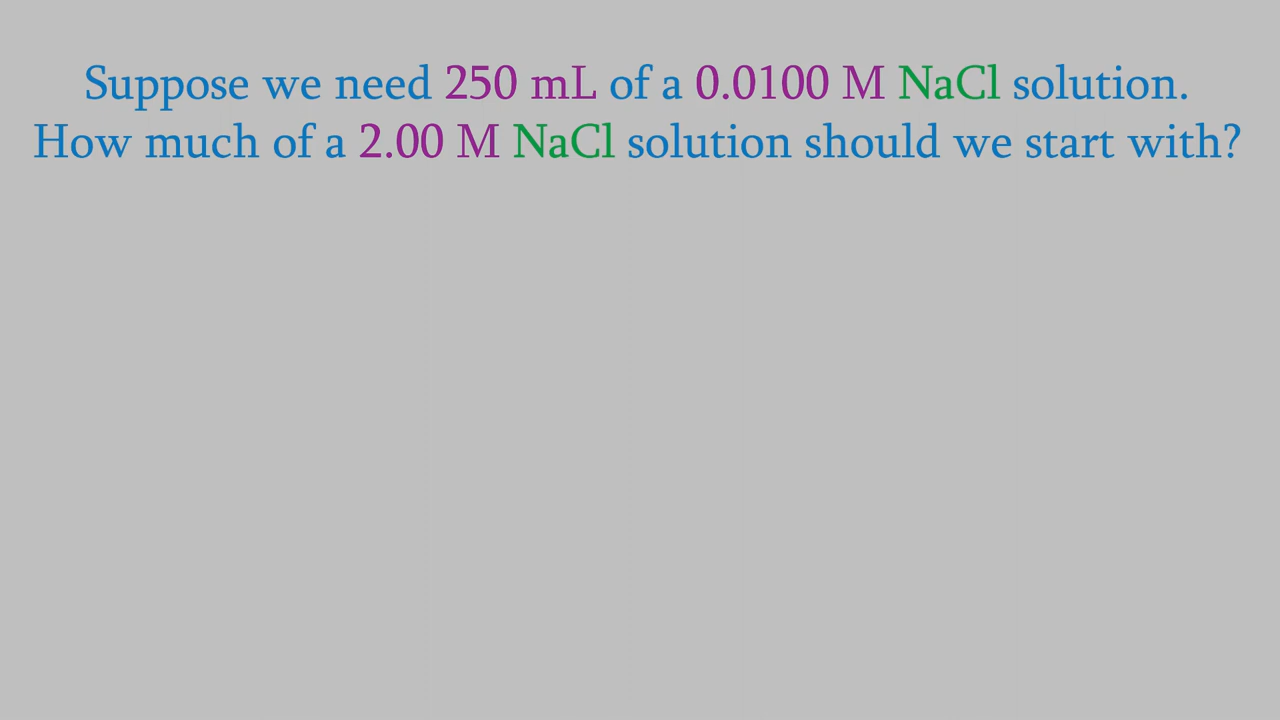 Suppose we need 250 mL of a 0.0100 M NaCl solution.
How much of a 2.00 M NaCl solution should we start with?